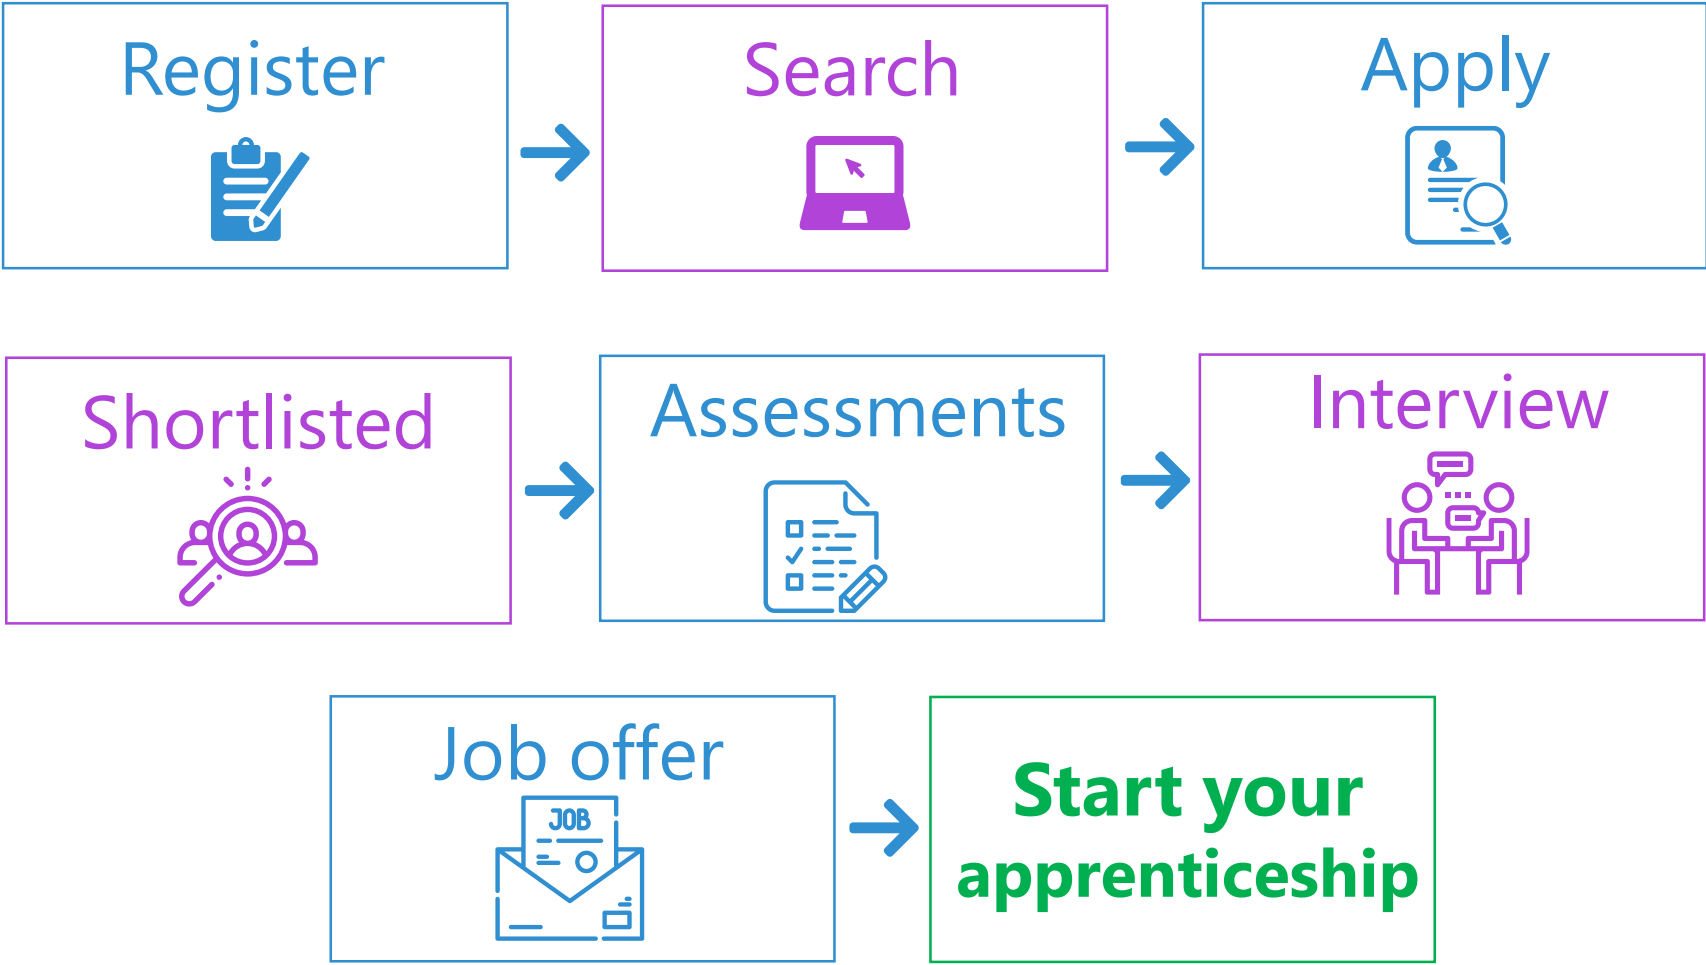 Register
Search
Apply
Shortlisted
Assessments
Interview
Job offer
JOB
Start your
apprenticeship